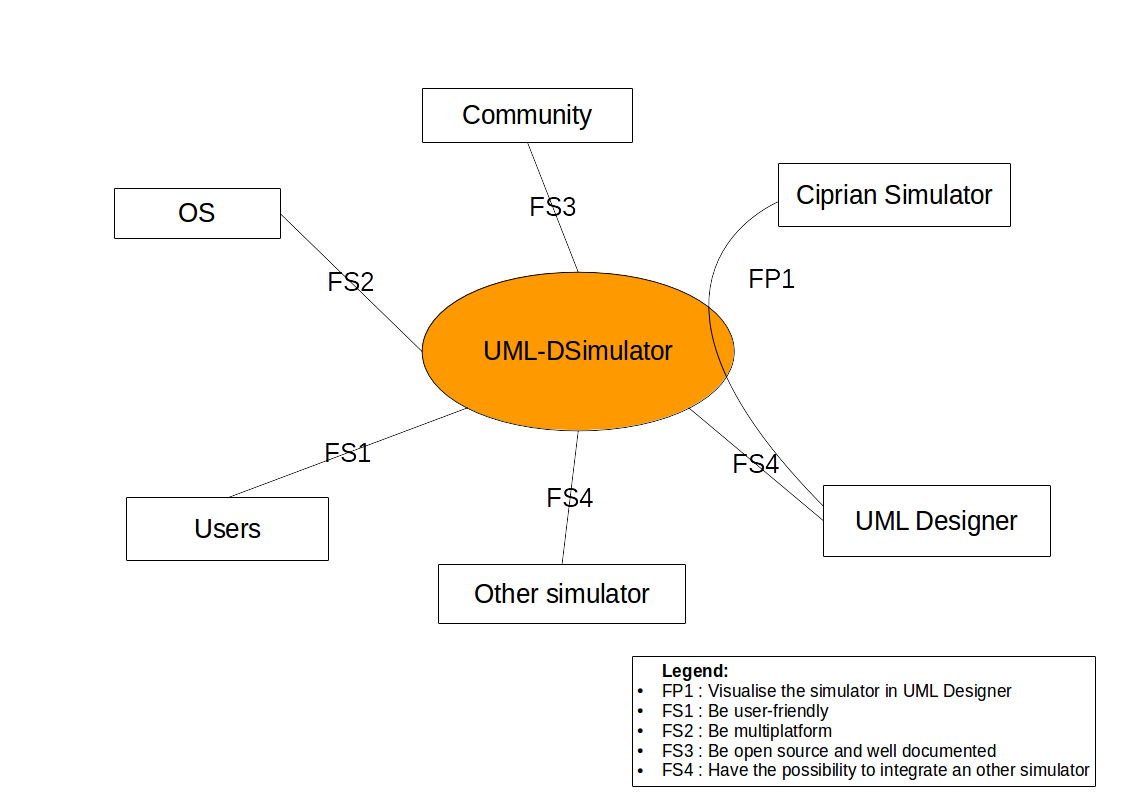 Community
Ciprian Simulator
OS
FS3
FS2
FP1
UML-DSimulator
FS1
FS4
FS4
Users
UML Designer
Other simulator
Legend:
• FP1 : Visualise the simulator in UML Designer
• FS1 : Be user-friendly
• FS2 : Be multiplatform
• FS3 : Be open source and well documented
• FS4 : Have the possibility to integrate an other simulator